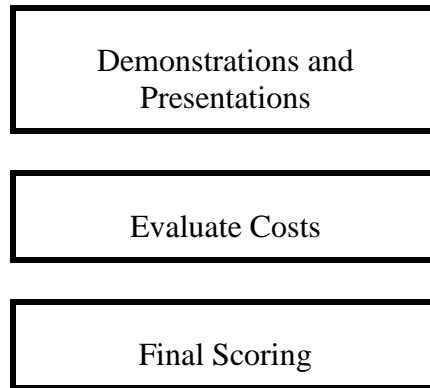 Demonstrations and
Presentations
Evaluate Costs
Final Scoring